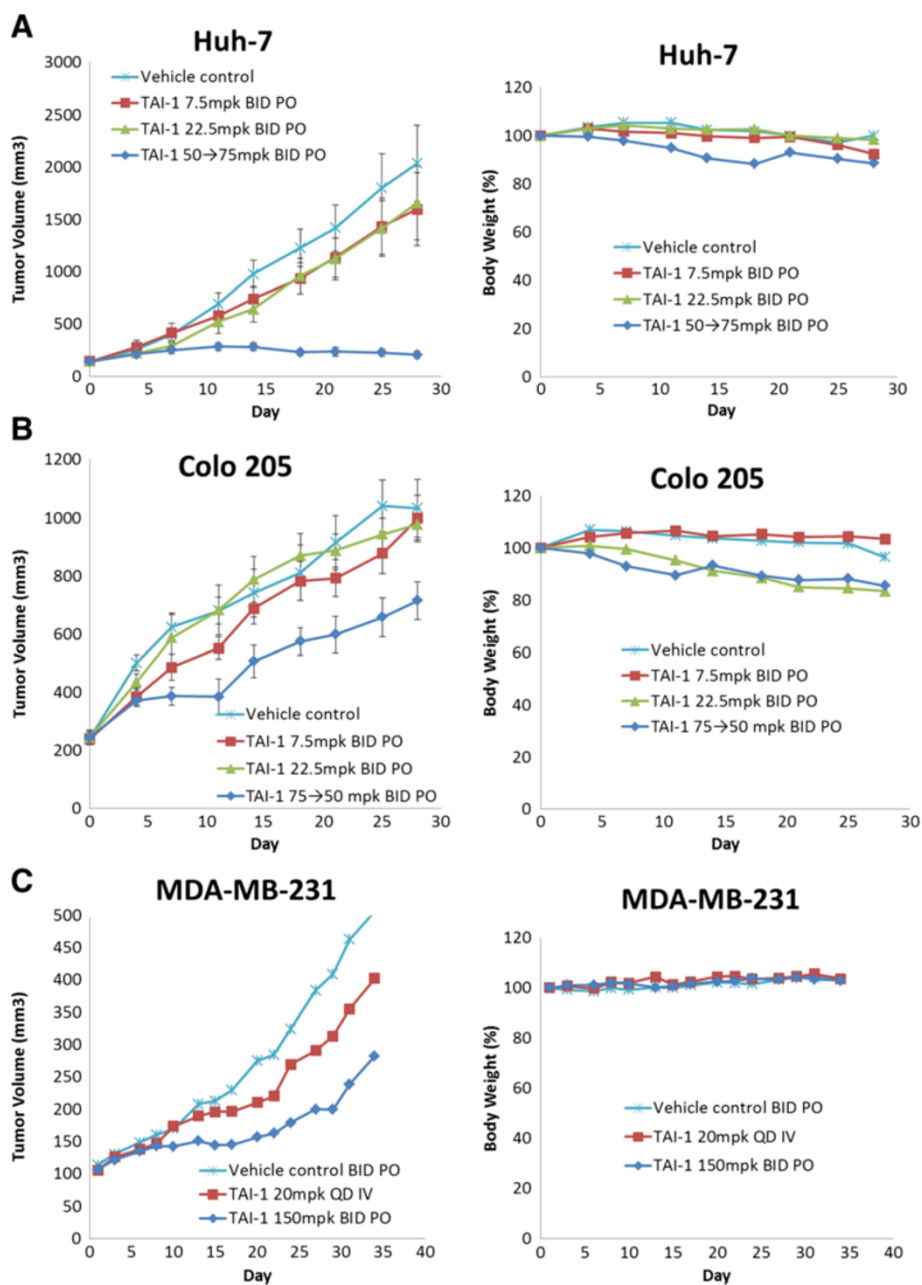 A
Huh-7
3000
2500
2000
1500
1000
500
0
0 5 10 15 20 25 30
Tumor Volume (mm3)
Day
Vehicle control
TAI-1 7.5mpk BID PO
TAI-1 22.5mpk BID PO
TAI-1 50→75mpk BID PO
Huh-7
120
100
80
60
40
20
0
0 5 10 15 20 25 30
Body Weight (%)
Day
Vehicle control
TAI-1 7.5mpk BID PO
TAI-1 22.5mpk BID PO
TAI-1 50→75mpk BID PO
B
Colo 205
1200
1000
800
600
400
200
0
0 5 10 15 20 25 30
Tumor Volume (mm3)
Day
Vehicle control
TAI-1 7.5mpk BID PO
TAI-1 22.5mpk BID PO
TAI-1 75→50 mpk BID PO
Colo 205
120
100
80
60
40
20
0
0 5 10 15 20 25 30
Body Weight (%)
Day
Vehicle control
TAI-1 7.5mpk BID PO
TAI-1 22.5mpk BID PO
TAI-1 75→50 mpk BID PO
C
MDA-MB-231
500
450
400
350
300
250
200
150
100
50
0
0 5 10 15 20 25 30 35 40
Tumor Volume (mm3)
Day
Vehicle control BID PO
TAI-1 20mpk QD IV
TAI-1 150mpk BID PO
MDA-MB-231
120
100
80
60
40
20
0
0 5 10 15 20 25 30 35 40
Body Weight (%)
Day
Vehicle control BID PO
TAI-1 20mpk QD IV
TAI-1 150mpk BID PO